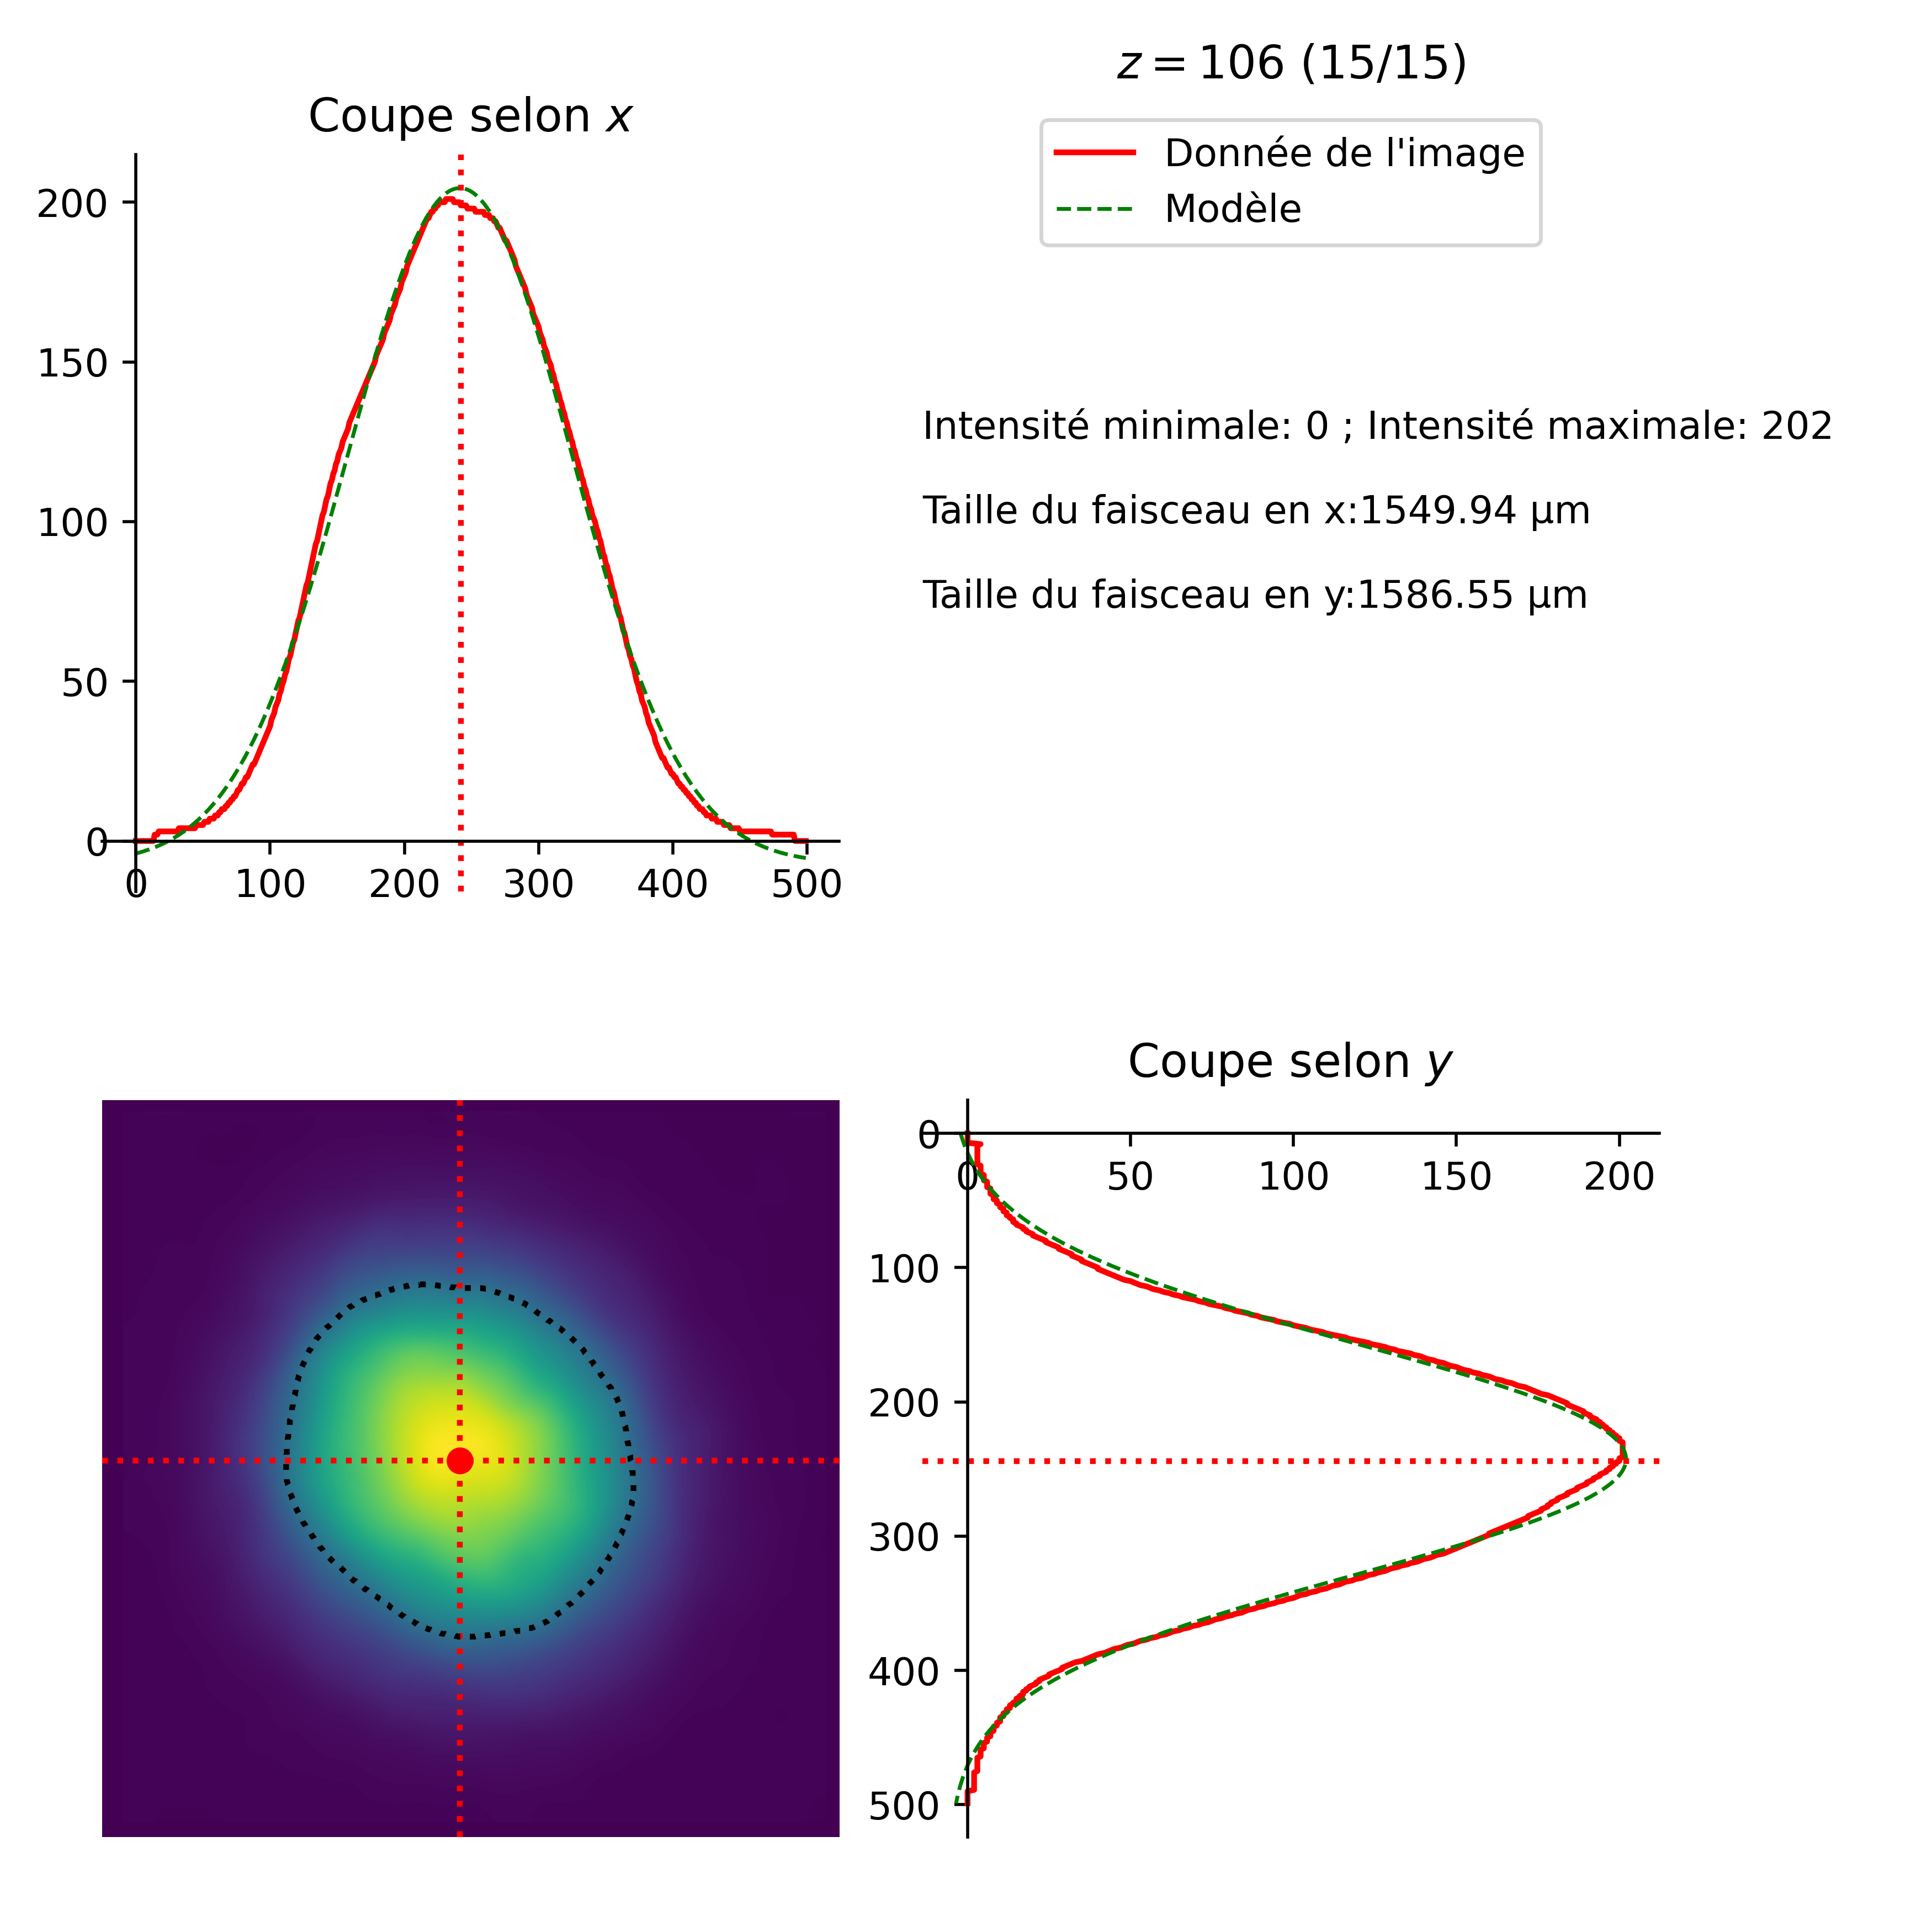 z = 106 (15/15)
Coupe selon x
Donnée de l'image
Modèle
200
150
100
50
0
0 100 200 300 400 500
Intensité minimale: 0 ; Intensité maximale: 202
Taille du faisceau en x:1549.94 µm
Taille du faisceau en y:1586.55 µm
Coupe selon y
0
0 50 100 150 200
100
200
300
400
500